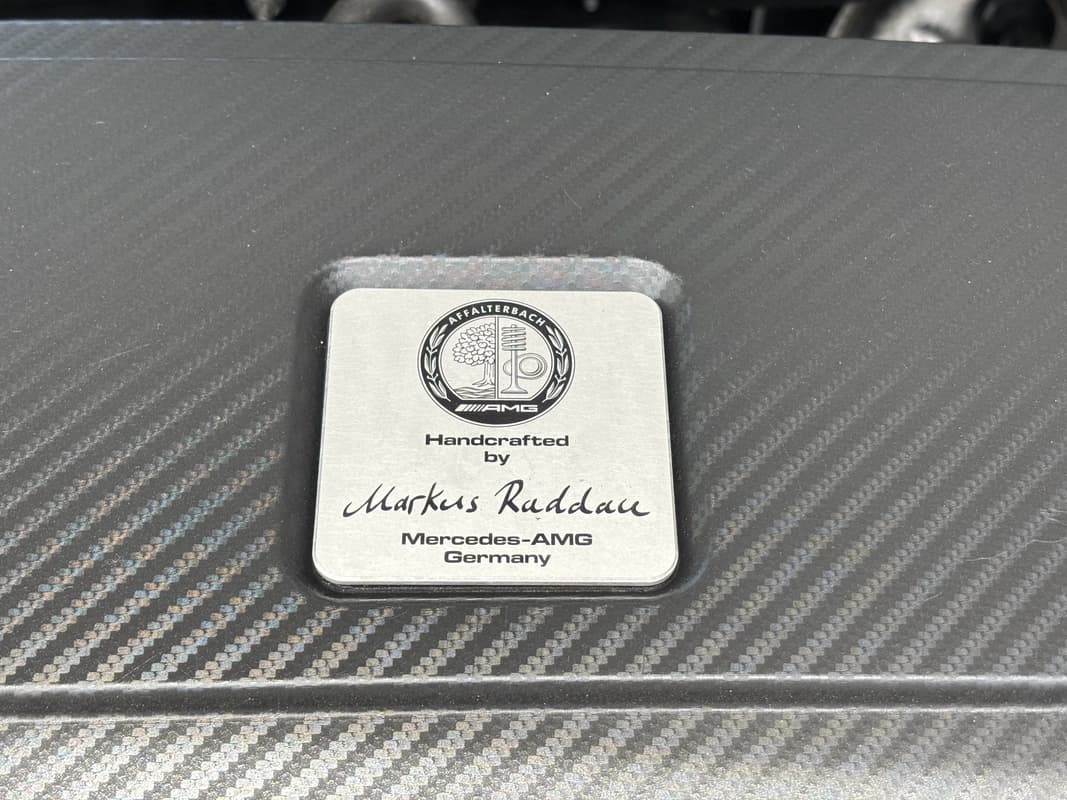 AFFALTERBACH
AMG
Handcrafted
by
Markus Raddau
Mercedes-AMG
Germany